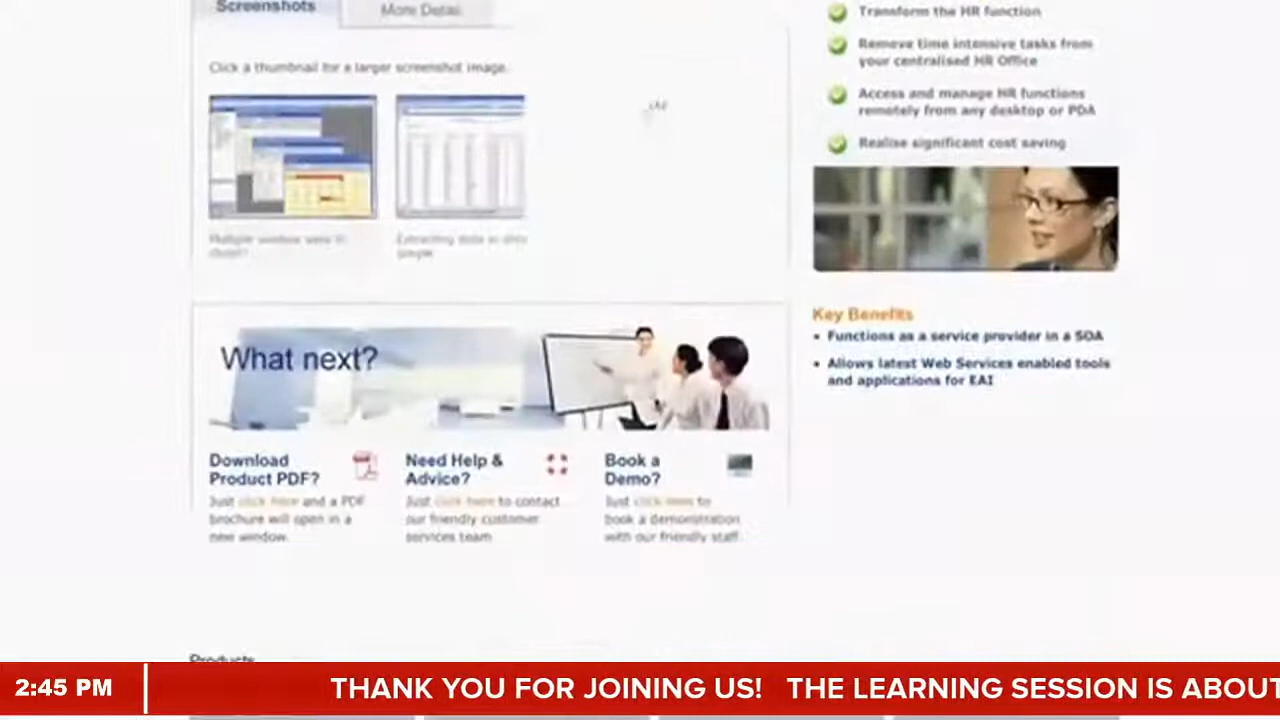 Screenshots
More Detail
Click a thumbnail for a larger screenshot image.
Extracting data is
simple
What next?
Download
Product PDF?
Just click here and a PDF
brochure will open in a
new window.
Need Help &
Advice?
Just click here to contact
our friendly customer
services team
Book a
Demo?
Just click here to
book a demonstration
with our friendly staff.
Transform the HR function
Remove time intensive tasks from
your centralised HR Office
Access and manage HR functions
remotely from any desktop or PDA
Realise significant cost saving
Key Benefits
• Functions as a service provider in a SOA
• Allows latest Web Services enabled tools
and applications for EAI
Products
2:45 PM
THANK YOU FOR JOINING US! THE LEARNING SESSION IS ABOUT